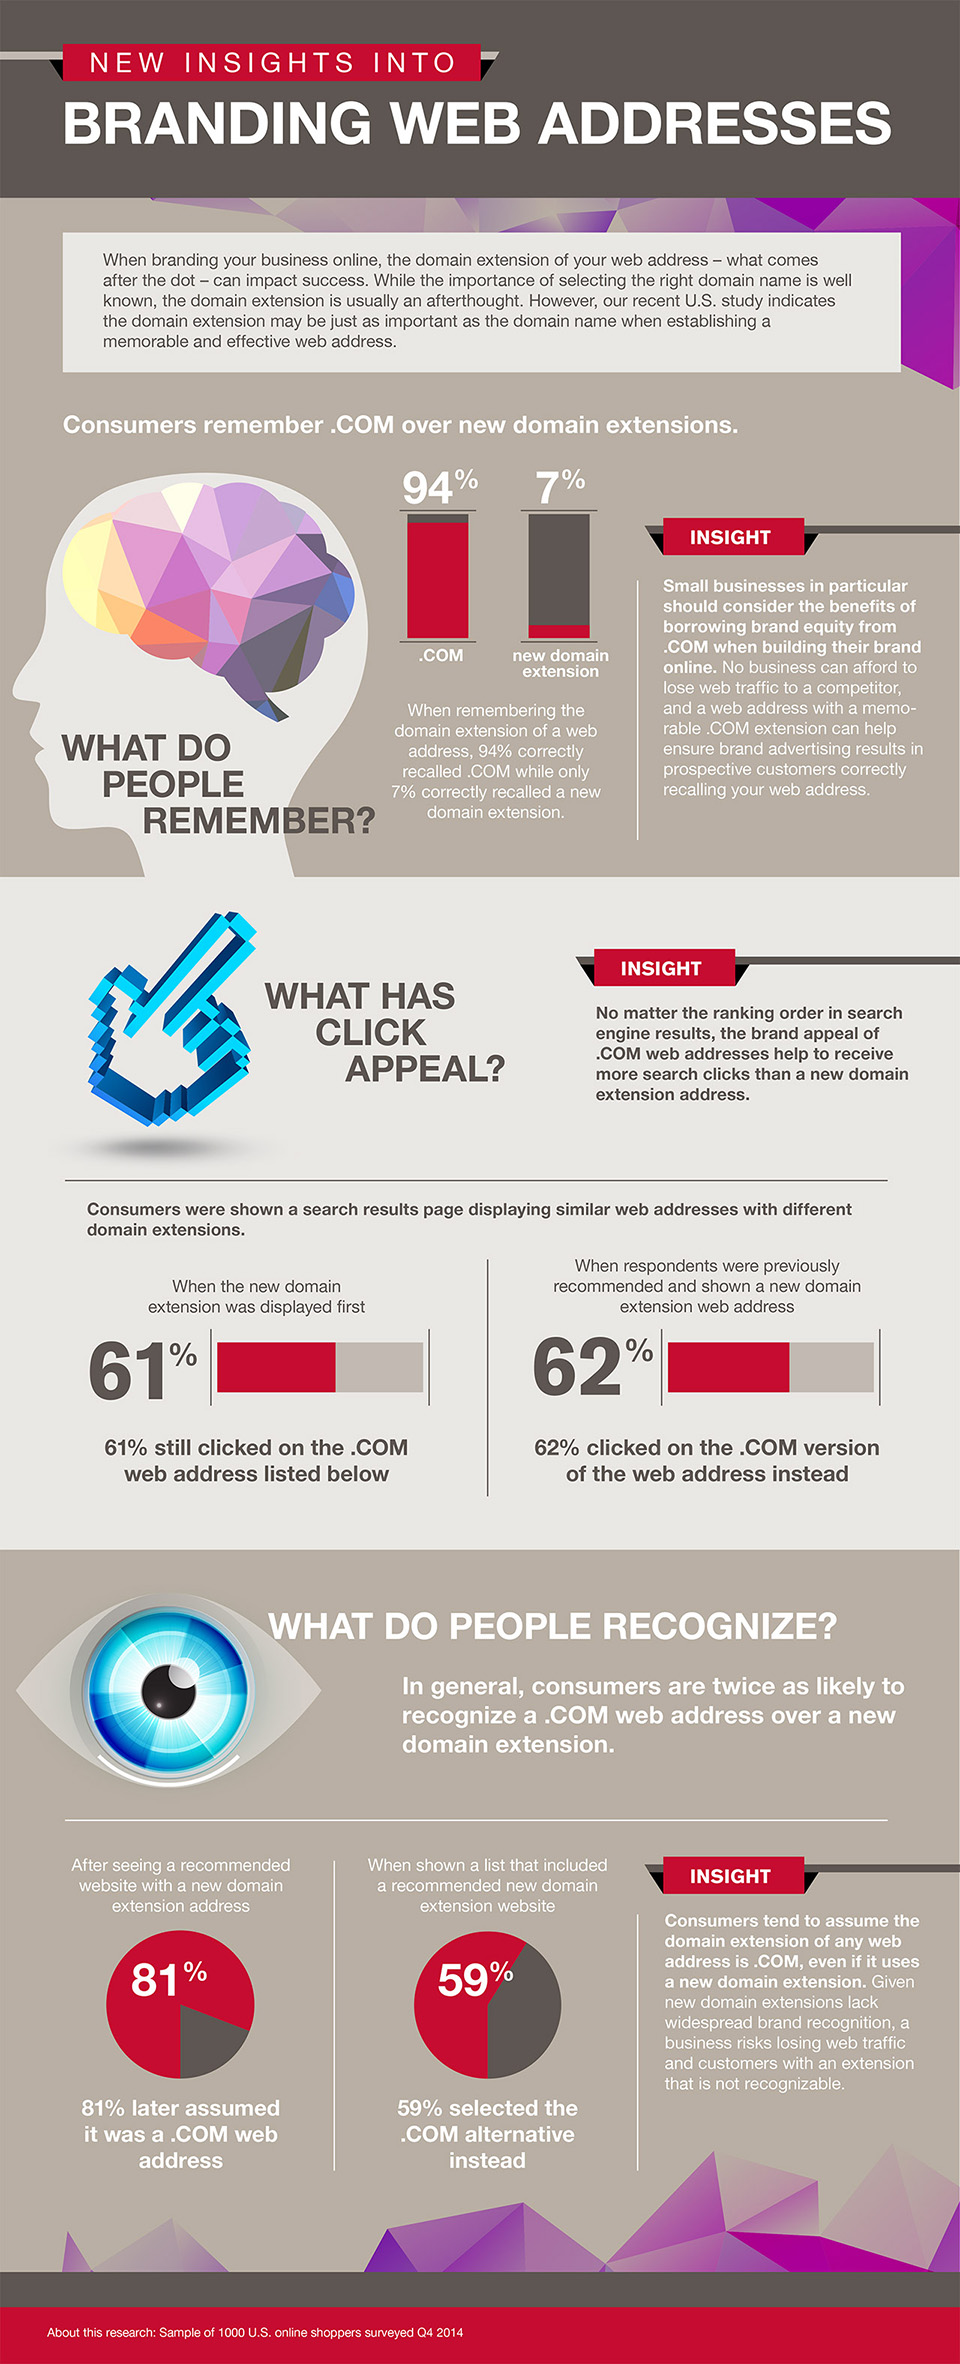 NEW INSIGHTS INTO
BRANDING WEB ADDRESSES
When branding your business online, the domain extension of your web address – what comes
after the dot – can impact success. While the importance of selecting the right domain name is well
known, the domain extension is usually an afterthought. However, our recent U.S. study indicates
the domain extension may be just as important as the domain name when establishing a
memorable and effective web address.
Consumers remember .COM over new domain extensions.
WHAT DO
PEOPLE
REMEMBER?
94%
7%
.COM
new domain
extension
When remembering the
domain extension of a web
address, 94% correctly
recalled .COM while only
7% correctly recalled a new
domain extension.
INSIGHT
Small businesses in particular
should consider the benefits of
borrowing brand equity from
.COM when building their brand
online. No business can afford to
lose web traffic to a competitor,
and a web address with a memo-
rable .COM extension can help
ensure brand advertising results in
prospective customers correctly
recalling your web address.
WHAT HAS
CLICK
APPEAL?
INSIGHT
No matter the ranking order in search
engine results, the brand appeal of
.COM web addresses help to receive
more search clicks than a new domain
extension address.
Consumers were shown a search results page displaying similar web addresses with different
domain extensions.
When the new domain
extension was displayed first
61%
61% still clicked on the .COM
web address listed below
When respondents were previously
recommended and shown a new domain
extension web address
62%
62% clicked on the .COM version
of the web address instead
WHAT DO PEOPLE RECOGNIZE?
In general, consumers are twice as likely to
recognize a .COM web address over a new
domain extension.
After seeing a recommended
website with a new domain
extension address
81%
81% later assumed
it was a .COM web
address
When shown a list that included
a recommended new domain
extension website
59%
59% selected the
.COM alternative
instead
INSIGHT
Consumers tend to assume the
domain extension of any web
address is .COM, even if it uses
a new domain extension. Given
new domain extensions lack
widespread brand recognition, a
business risks losing web traffic
and customers with an extension
that is not recognizable.
About this research: Sample of 1000 U.S. online shoppers surveyed Q4 2014